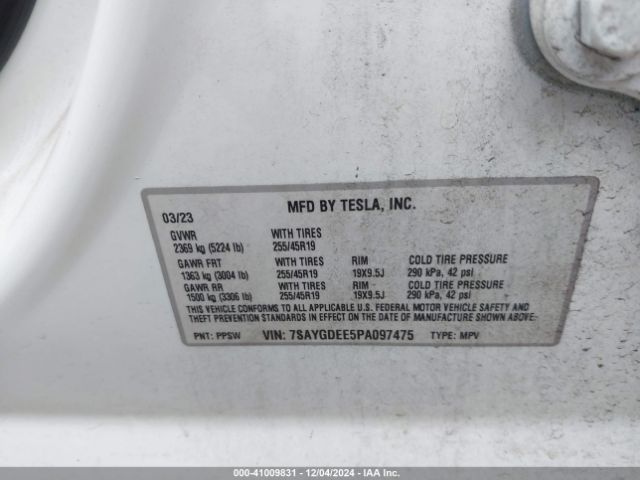 03/23 MFD BY TESLA, INC.
GVWR WITH TIRES
2369 kg (5224 lb) 255/45R19
GAWR FRT WITH TIRES RIM COLD TIRE PRESSURE
1363 kg (3004 lb) 255/45R19 19X9.5J 290 kPa, 42 psi
GAWR RR WITH TIRES RIM COLD TIRE PRESSURE
1500 kg (3306 lb) 255/45R19 19X9.5J 290 kPa, 42 psi
THIS VEHICLE CONFORMS TO ALL APPLICABLE U.S. FEDERAL MOTOR VEHICLE SAFETY AND
THEFT PREVENTION STANDARDS IN EFFECT ON THE DATE OF MANUFACTURE SHOWN ABOVE.
PNT: PPSW VIN: 7SAYGDEE5PA097475 TYPE: MPV
000-41009831 - 12/04/2024 - IAA Inc.